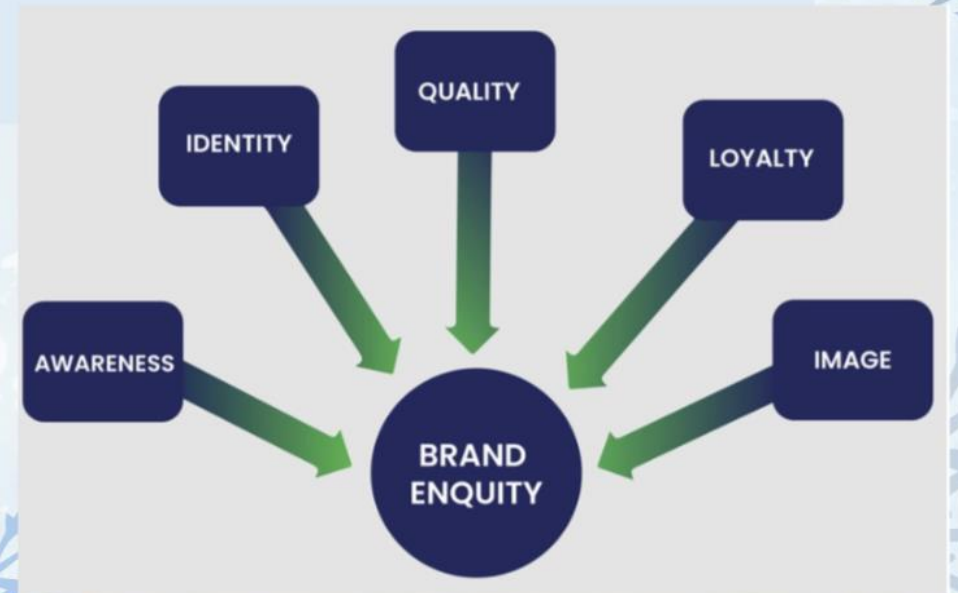 QUALITY
IDENTITY
LOYALTY
AWARENESS
IMAGE
BRAND
ENQUITY